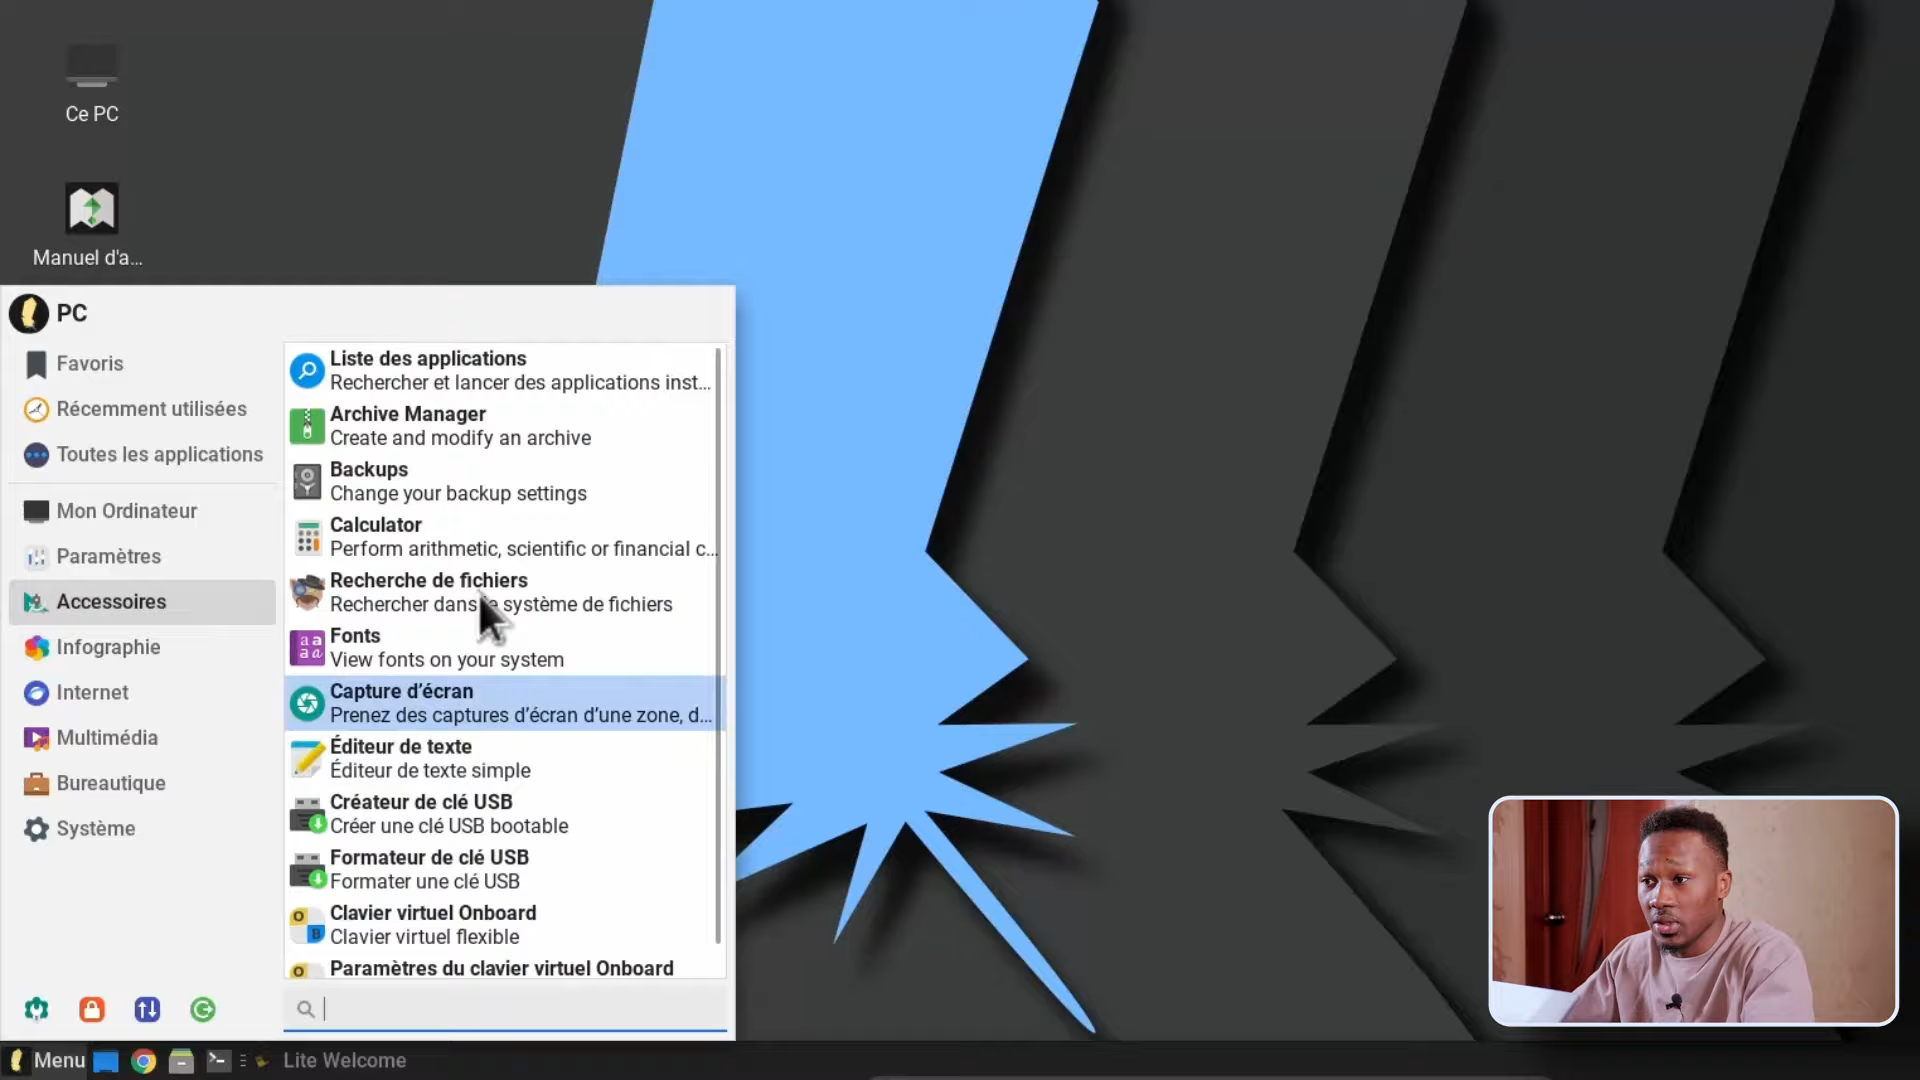 Ce PC
Manuel d'a...
PC
Favoris
Récemment utilisées
Toutes les applications
Mon Ordinateur
Paramètres
Accessoires
Infographie
Internet
Multimédia
Bureautique
Système
Liste des applications
Rechercher et lancer des applications inst...
Archive Manager
Create and modify an archive
Backups
Change your backup settings
Calculator
Perform arithmetic, scientific or financial c...
Recherche de fichiers
Rechercher dans le système de fichiers
Fonts
View fonts on your system
Capture d’écran
Prenez des captures d’écran d’une zone, d...
Éditeur de texte
Éditeur de texte simple
Créateur de clé USB
Créer une clé USB bootable
Formateur de clé USB
Formater une clé USB
Clavier virtuel Onboard
Clavier virtuel flexible
Paramètres du clavier virtuel Onboard
Menu
Lite Welcome